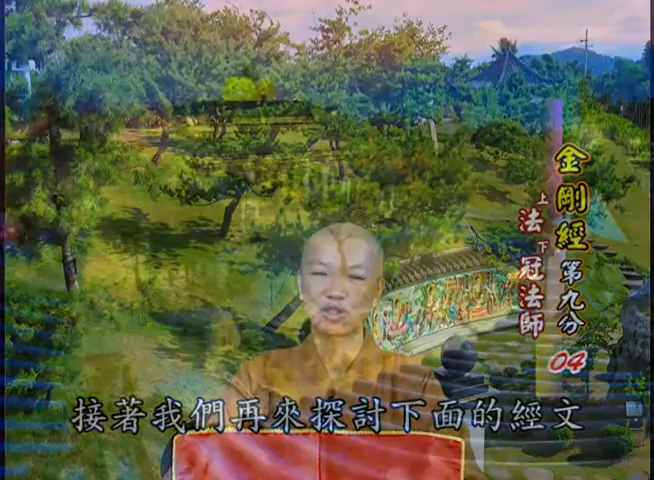 金剛經第九分 04
上法下冠法師
接著我們再來探討下面的經文